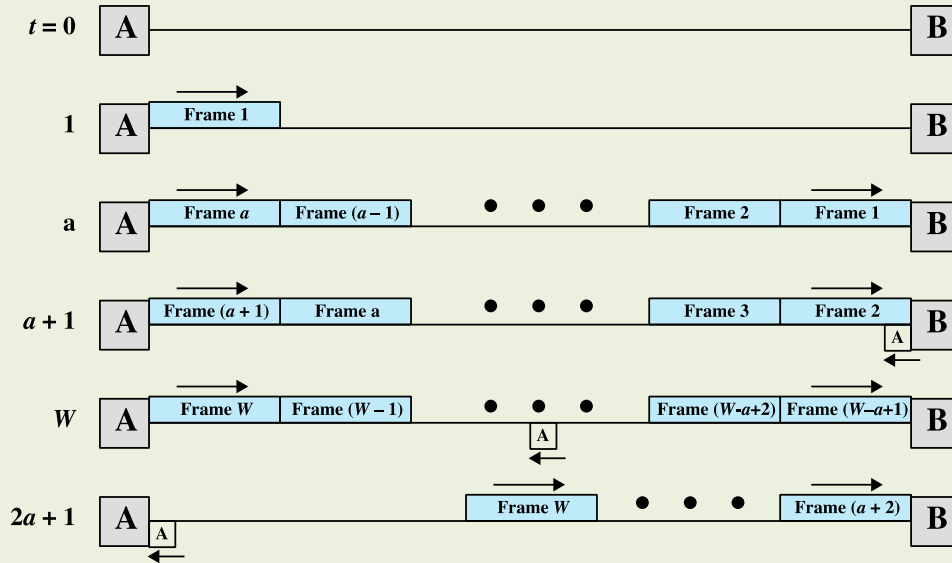 t = 0 A B
1 A Frame 1 B
a A Frame a Frame (a – 1) • • • Frame 2 Frame 1 B
a + 1 A Frame (a + 1) Frame a • • • Frame 3 Frame 2 B
A
W A Frame W Frame (W – 1) • • • Frame (W-a+2) Frame (W–a+1) B
A
2a + 1 A Frame W • • • Frame (a + 2) B
A